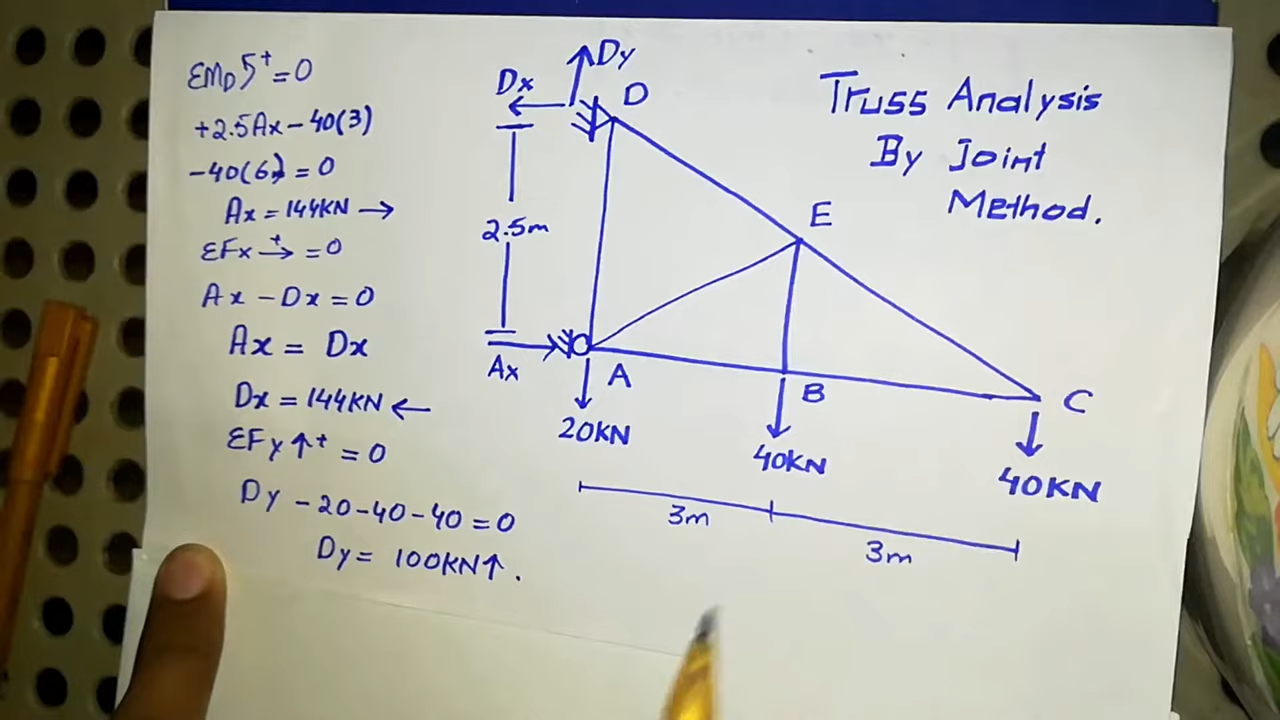 ΣMD↺+=0
+2.5Ax-40(3)
-40(6)=0
Ax=144KN→
ΣFx→+=0
Ax-Dx=0
Ax = Dx
Dx=144KN←
ΣFy↑+=0
Dy-20-40-40=0
Dy= 100KN↑.
Truss Analysis
By Joint
Method.
Dy
Dx
D
2.5m
E
Ax
A
B
C
20KN
40KN
40KN
3m
3m